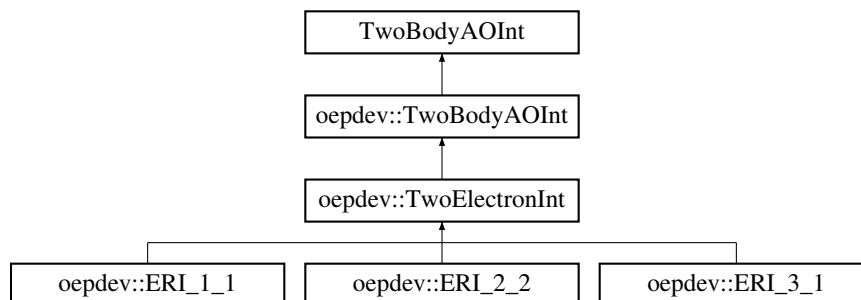 TwoBodyAOInt
oepdev::TwoBodyAOInt
oepdev::TwoElectronInt
oepdev::ERI_1_1
oepdev::ERI_2_2
oepdev::ERI_3_1